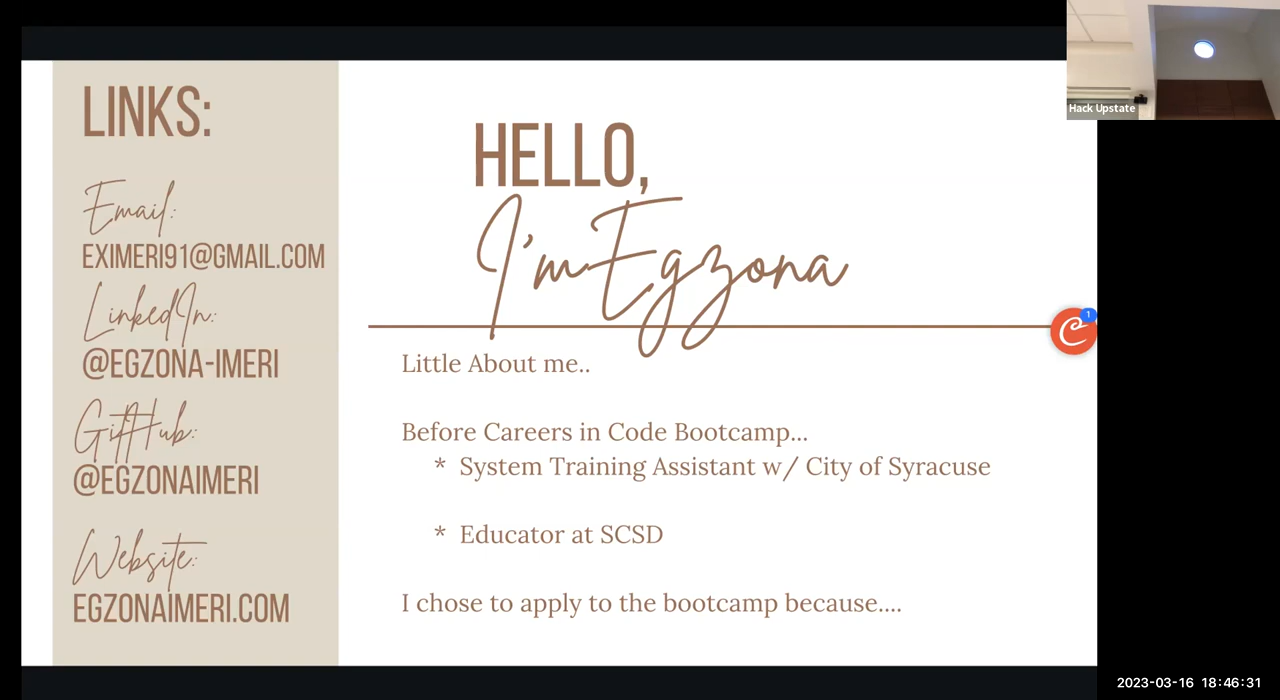 LINKS:
Email:
EXIMERI91@GMAIL.COM
LinkedIn:
@EGZONA-IMERI
GitHub:
@EGZONAIMERI
Website:
EGZONAIMERI.COM
HELLO,
I'm Egzona
Little About me..
Before Careers in Code Bootcamp...
* System Training Assistant w/ City of Syracuse
* Educator at SCSD
I chose to apply to the bootcamp because....
Hack Upstate
1
2023-03-16 18:46:31